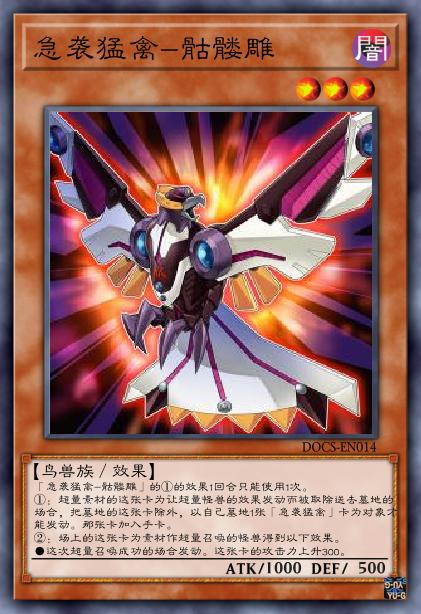 急袭猛禽-骷髅雕
闇
DOCS-EN014
【鸟兽族／效果】
「急袭猛禽-骷髅雕」的①的效果1回合只能使用1次。
①：超量素材的这张卡为让超量怪兽的效果发动而被取除送去墓地的
场合，把墓地的这张卡除外，以自己墓地1张「急袭猛禽」卡为对象才
能发动。那张卡加入手卡。
②：场上的这张卡为素材作超量召唤的怪兽得到以下效果。
●这次超量召唤成功的场合发动。这张卡的攻击力上升300。
ATK/1000 DEF/ 500